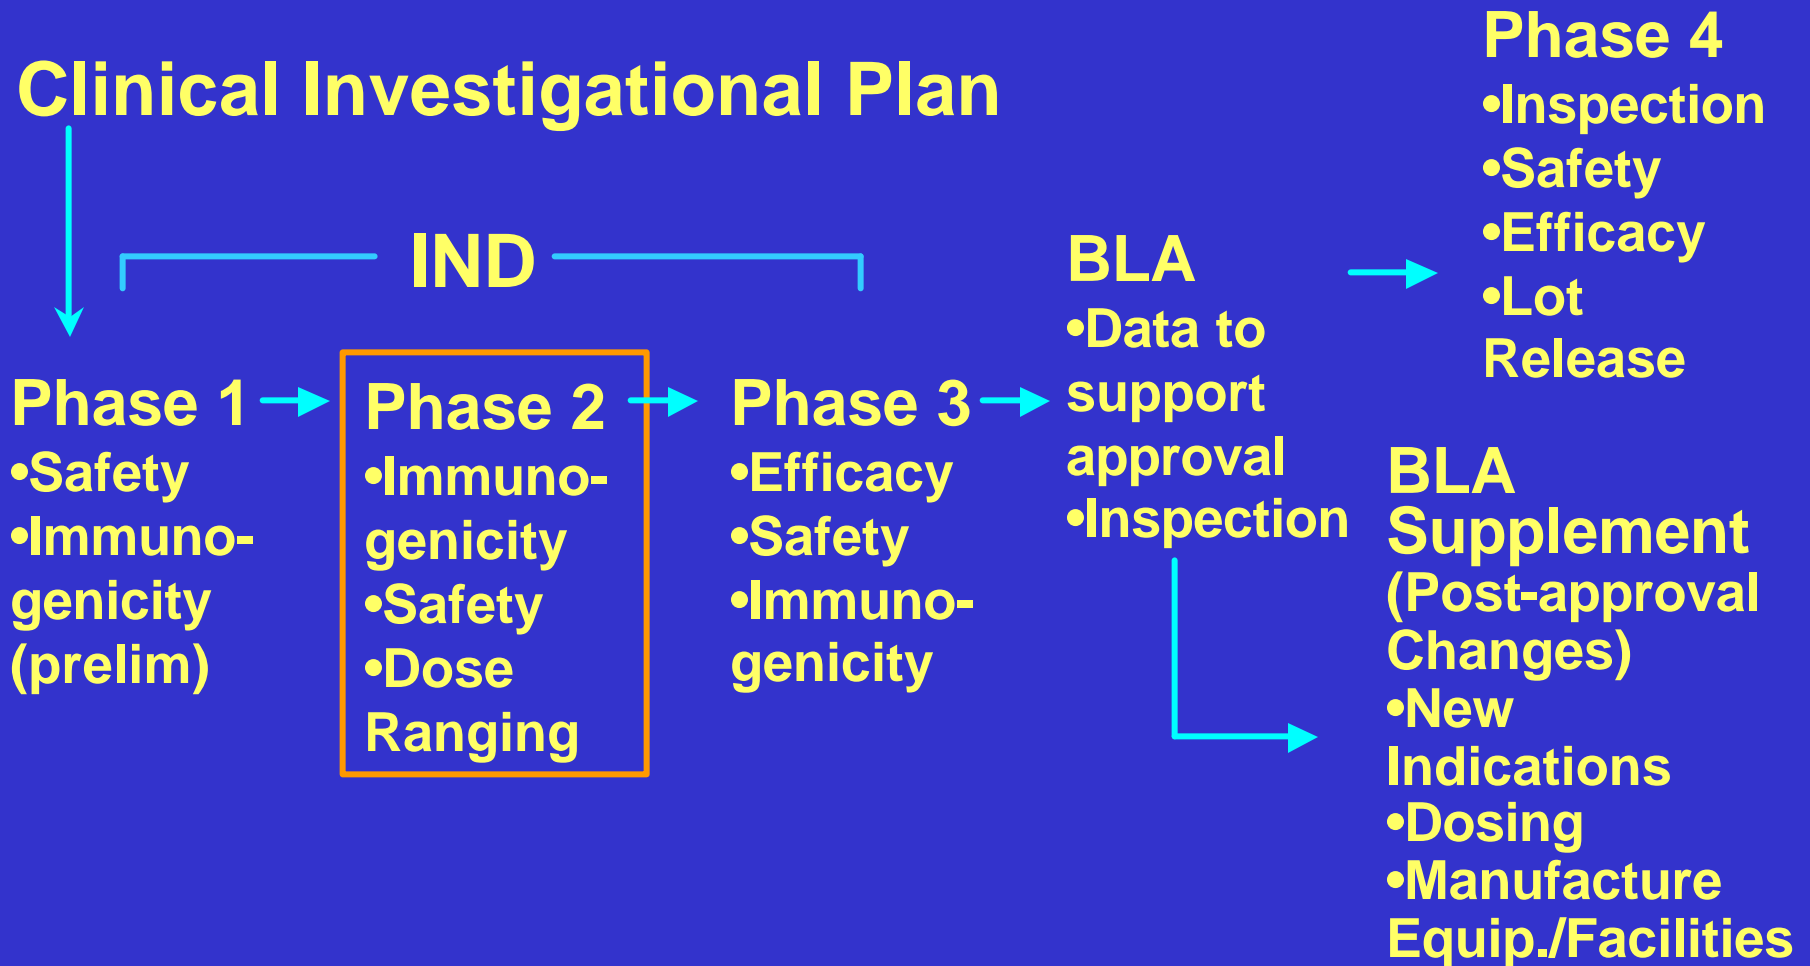 Clinical Investigational Plan
IND
Phase 1
•Safety
•Immuno-
genicity
(prelim)
Phase 2
•Immuno-
genicity
•Safety
•Dose
Ranging
Phase 3
•Efficacy
•Safety
•Immuno-
genicity
BLA
•Data to
support
approval
•Inspection
Phase 4
•Inspection
•Safety
•Efficacy
•Lot
Release
BLA
Supplement
(Post-approval
Changes)
•New
Indications
•Dosing
•Manufacture
Equip./Facilities